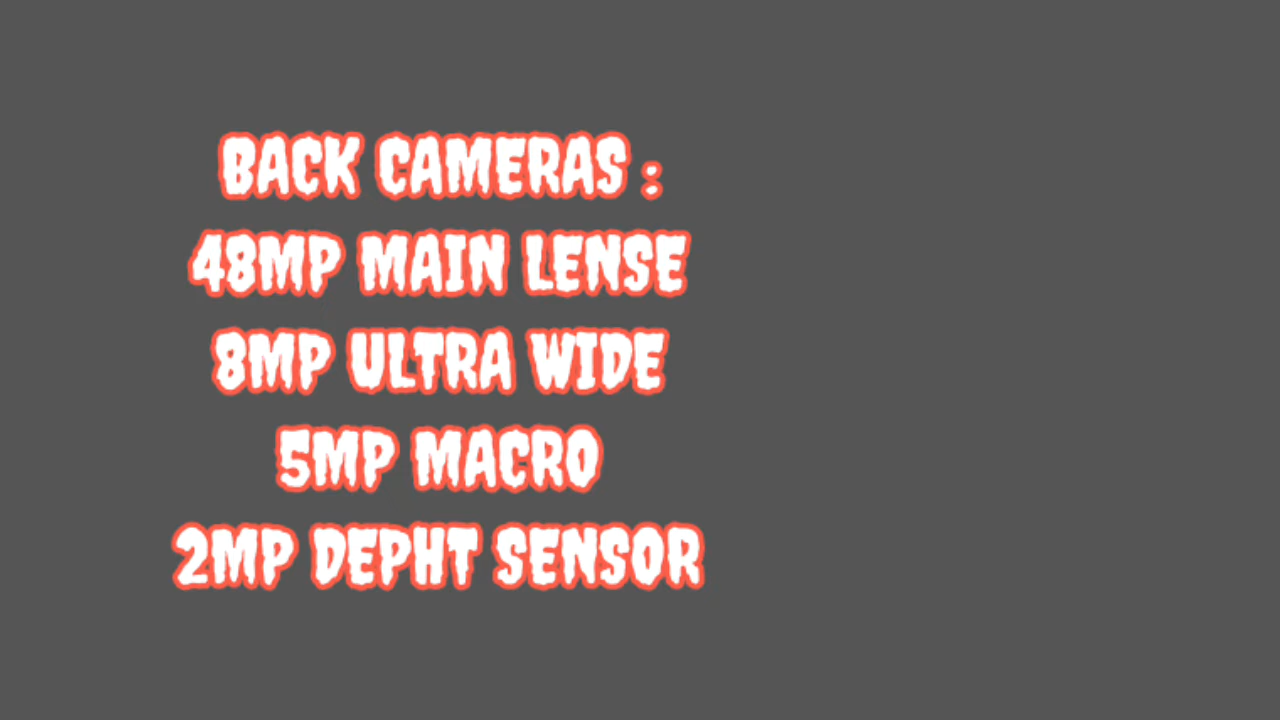 BACK CAMERAS :
48MP MAIN LENSE
8MP ULTRA WIDE
5MP MACRO
2MP DEPHT SENSOR